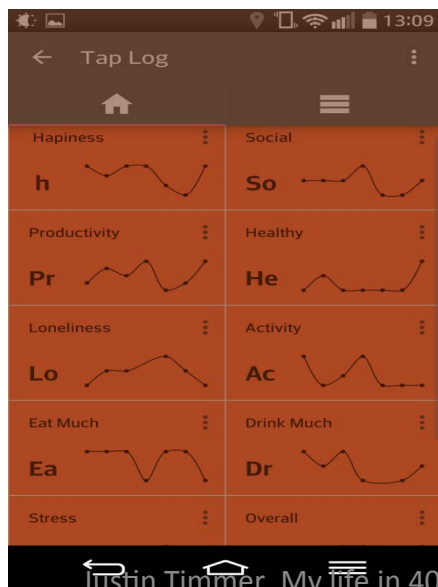 13:09
Tap Log
Hapiness
Social
h
So
Productivity
Healthy
Pr
He
Loneliness
Activity
Lo
Ac
Eat Much
Drink Much
Ea
Dr
Stress
Overall
Justin Timmer, My life in 40